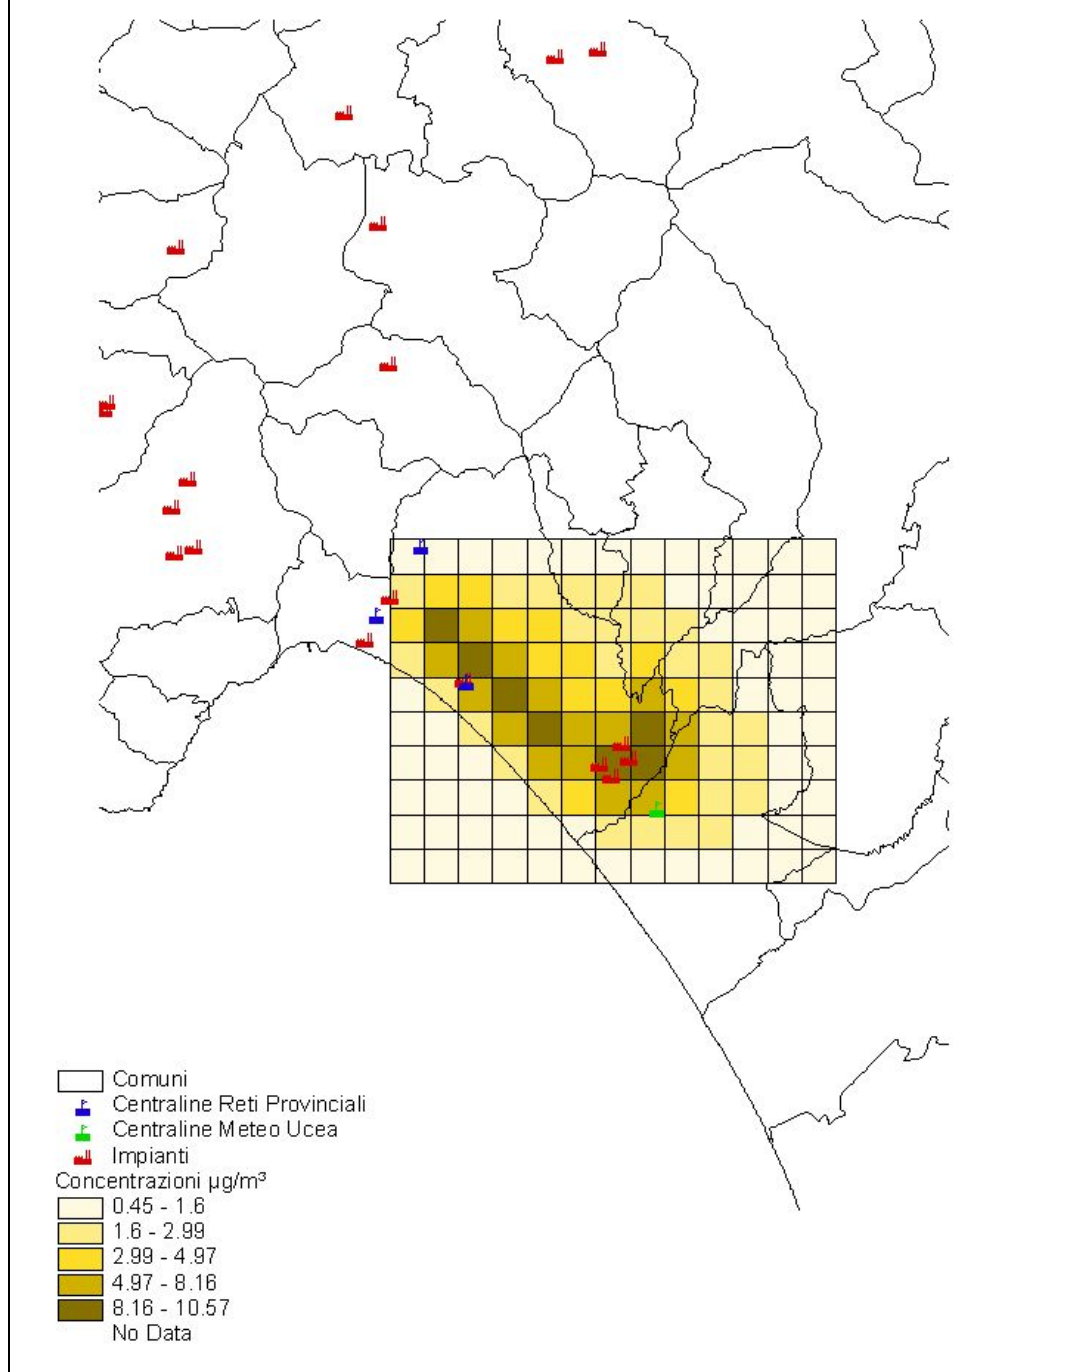 Comuni
Centraline Reti Provinciali
Centraline Meteo Ucea
Impianti
Concentrazioni µg/m³
0.45 - 1.6
1.6 - 2.99
2.99 - 4.97
4.97 - 8.16
8.16 - 10.57
No Data